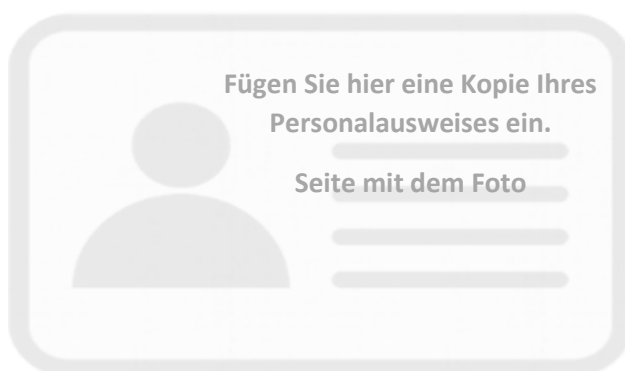 Fügen Sie hier eine Kopie Ihres
Personalausweises ein.
Seite mit dem Foto